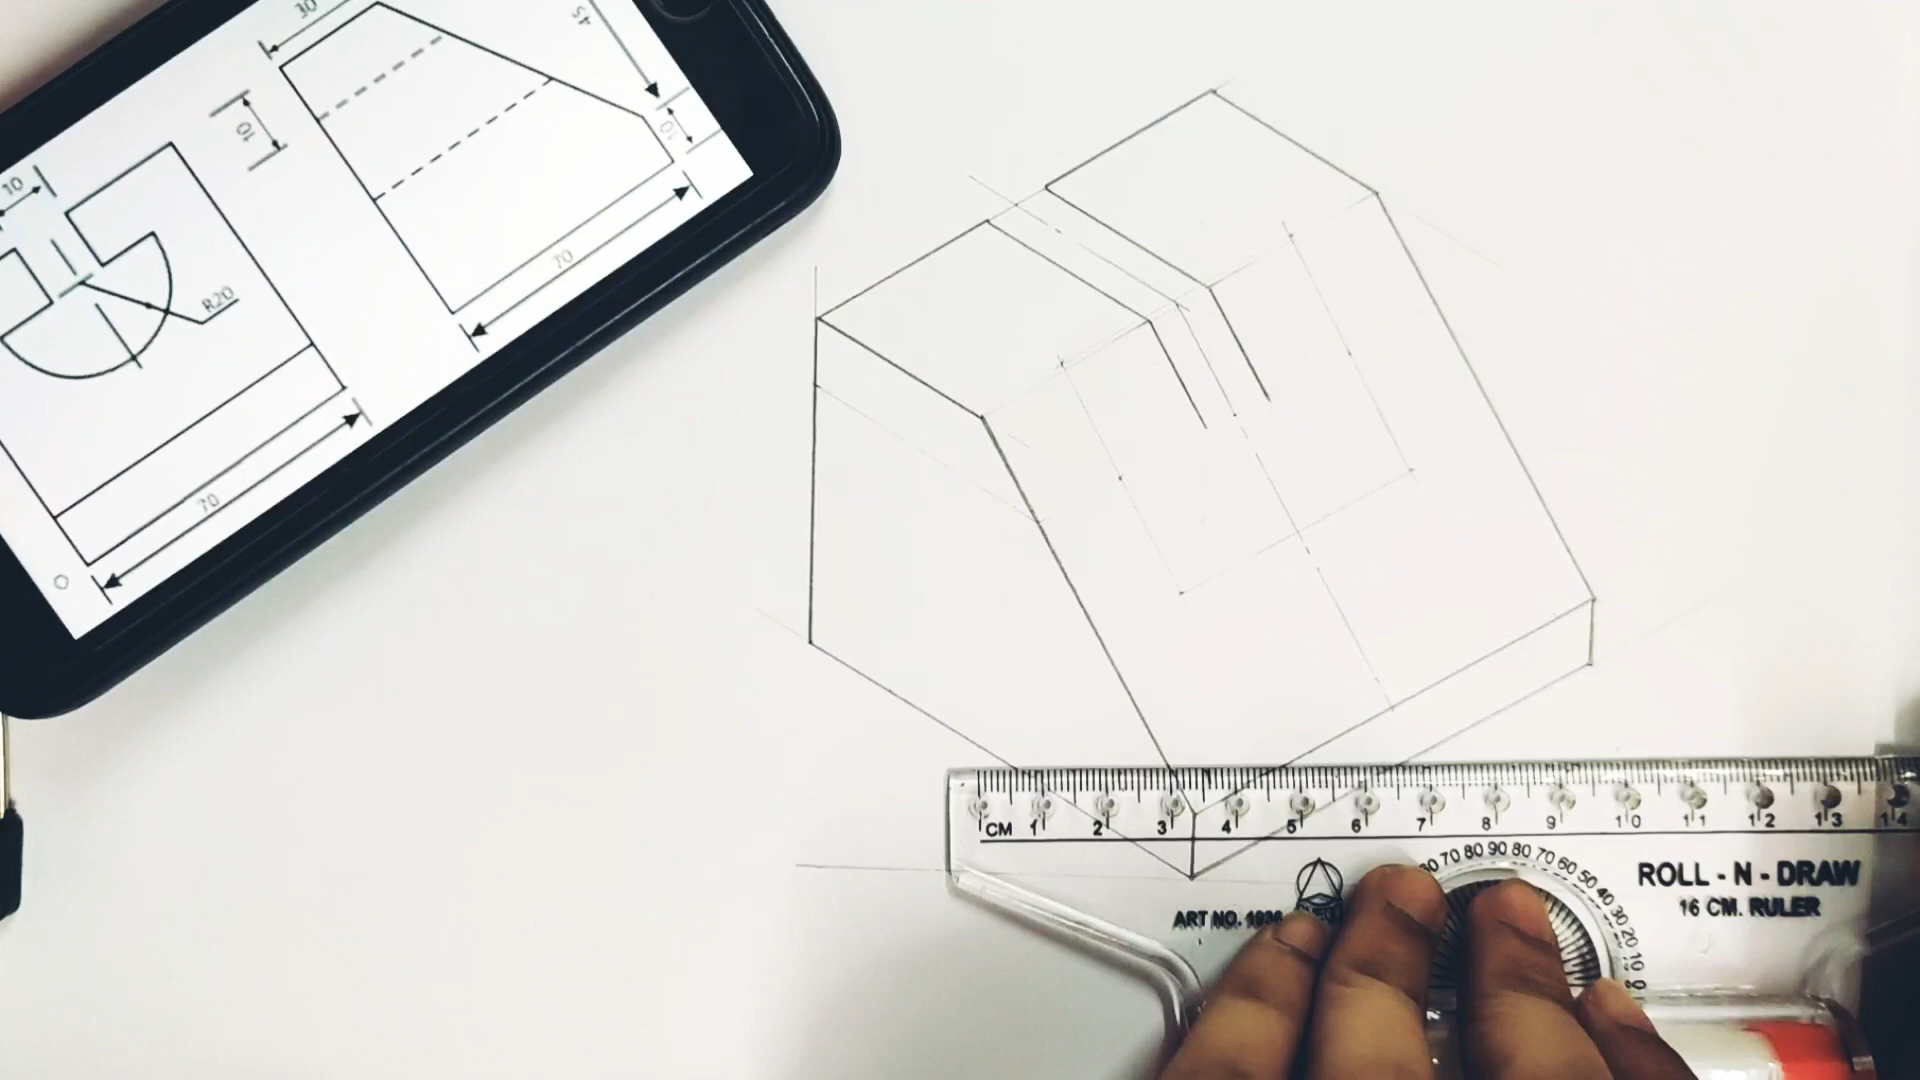 30
45
10
10
10
70
R20
70
CM 1 2 3 4 5 6 7 8 9 10 11 12 13 14
80 70 80 90 80 70 60 50 40 30 20 10 0
ROLL - N - DRAW
16 CM. RULER
ART NO.